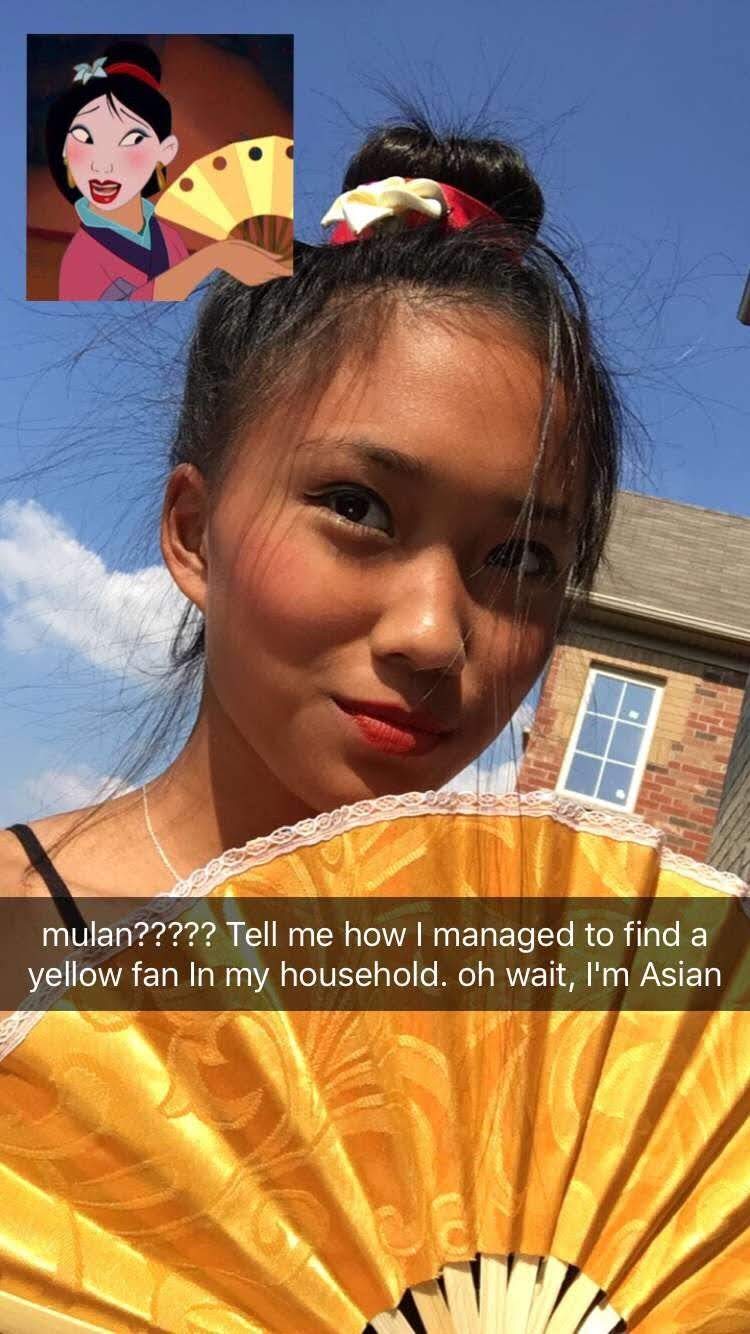 mulan????? Tell me how I managed to find a
yellow fan In my household. oh wait, I'm Asian